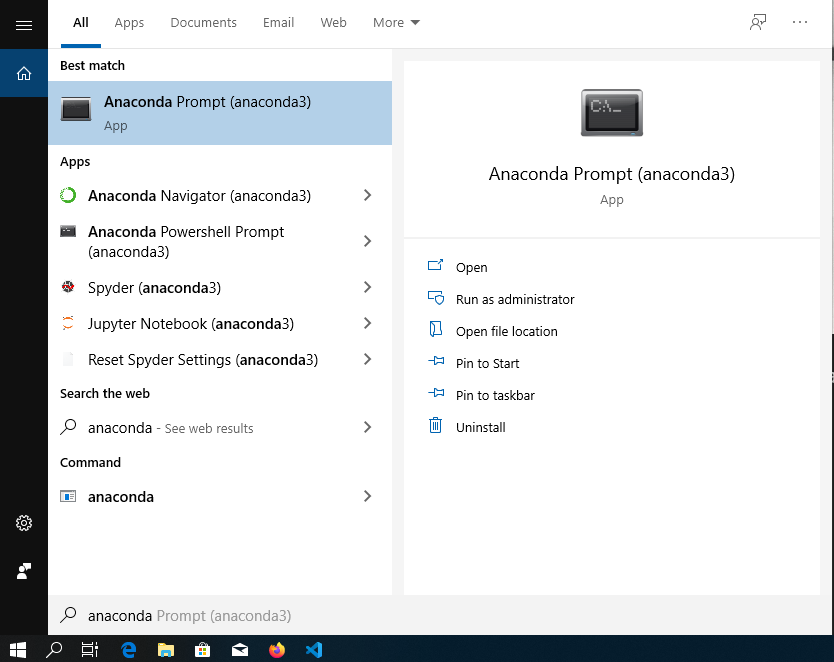 All Apps Documents Email Web More
Best match
Anaconda Prompt (anaconda3)
App
Apps
Anaconda Navigator (anaconda3)
Anaconda Powershell Prompt
(anaconda3)
Spyder (anaconda3)
Jupyter Notebook (anaconda3)
Reset Spyder Settings (anaconda3)
Search the web
anaconda - See web results
Command
anaconda
C:\_
Anaconda Prompt (anaconda3)
App
Open
Run as administrator
Open file location
Pin to Start
Pin to taskbar
Uninstall
anaconda Prompt (anaconda3)